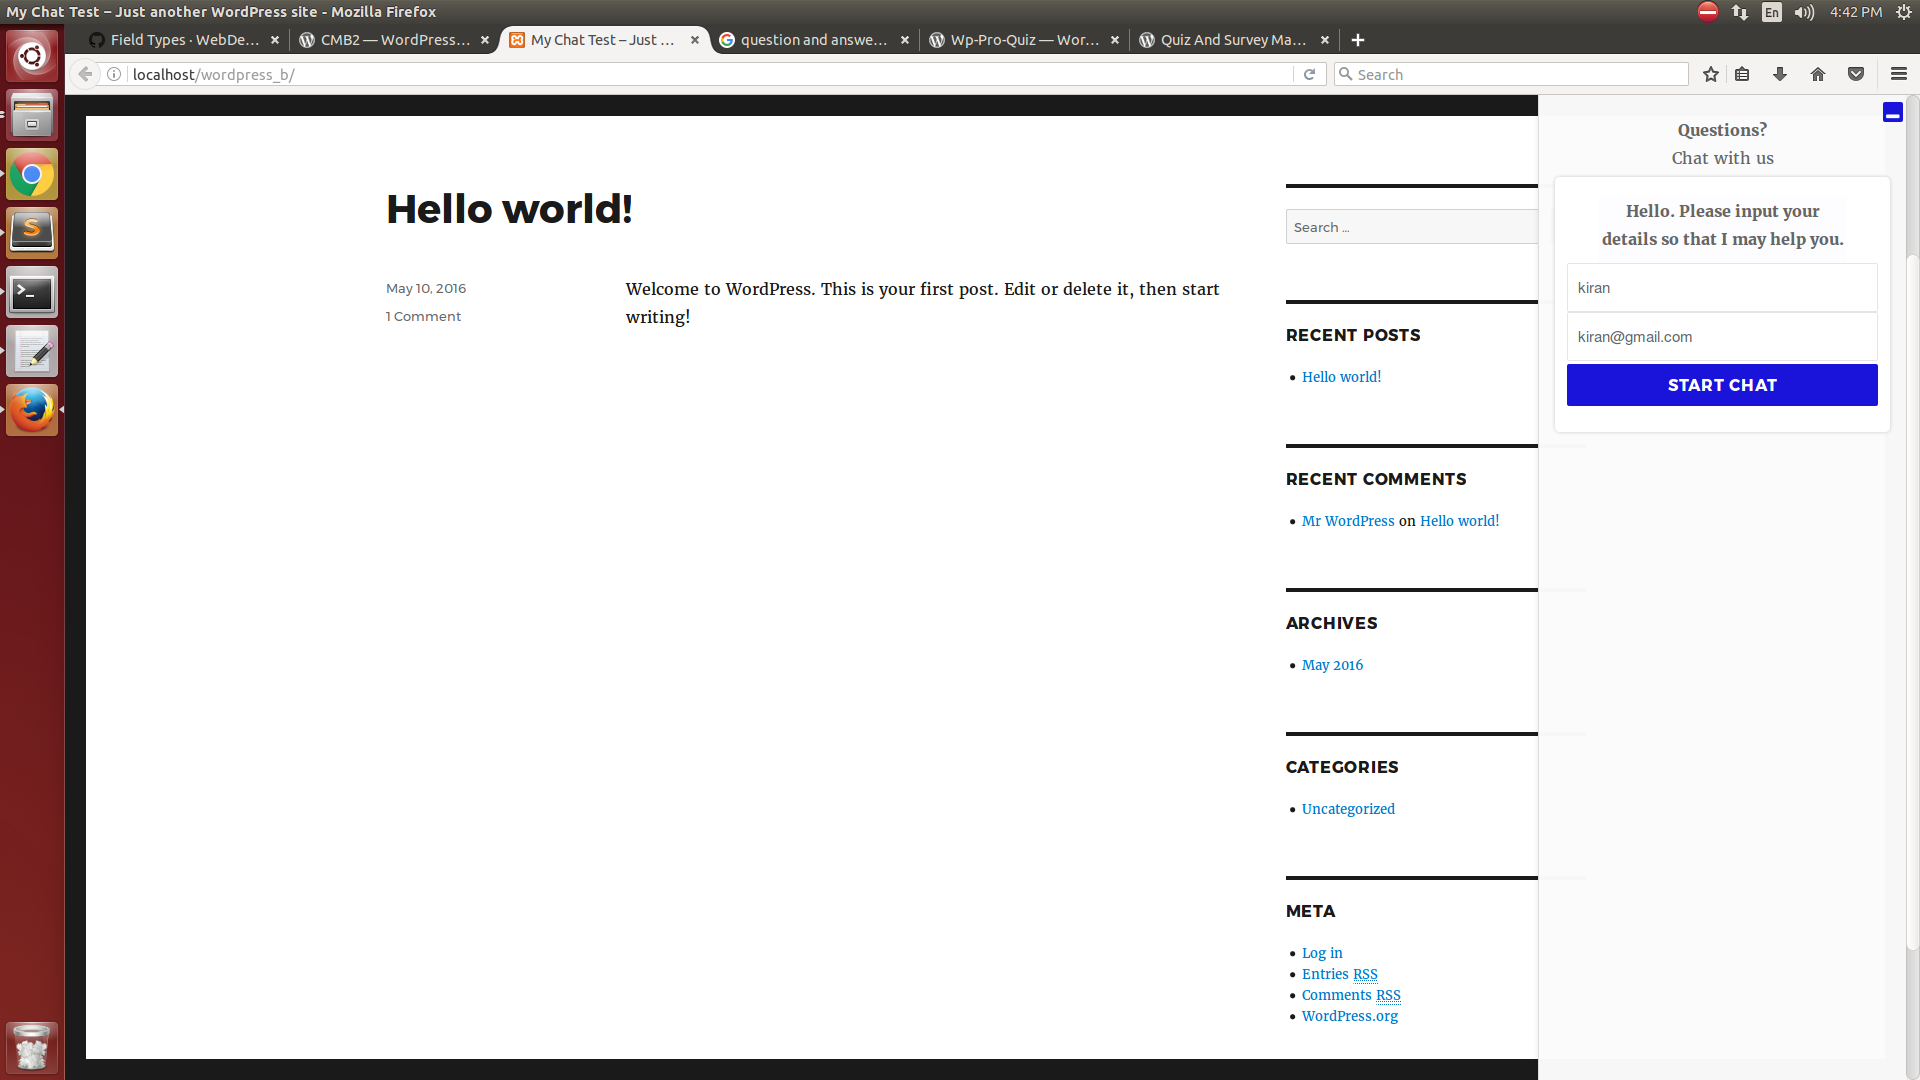 My Chat Test – Just another WordPress site - Mozilla Firefox
En
4:42 PM
Field Types · WebDe...
CMB2 — WordPress...
My Chat Test – Just ...
question and answe...
Wp-Pro-Quiz — Wor...
Quiz And Survey Ma...
localhost/wordpress_b/
Search
Hello world!
May 10, 2016
1 Comment
Welcome to WordPress. This is your first post. Edit or delete it, then start
writing!
Search ...
RECENT POSTS
Hello world!
RECENT COMMENTS
Mr WordPress on Hello world!
ARCHIVES
May 2016
CATEGORIES
Uncategorized
META
Log in
Entries RSS
Comments RSS
WordPress.org
Questions?
Chat with us
Hello. Please input your
details so that I may help you.
kiran
kiran@gmail.com
START CHAT